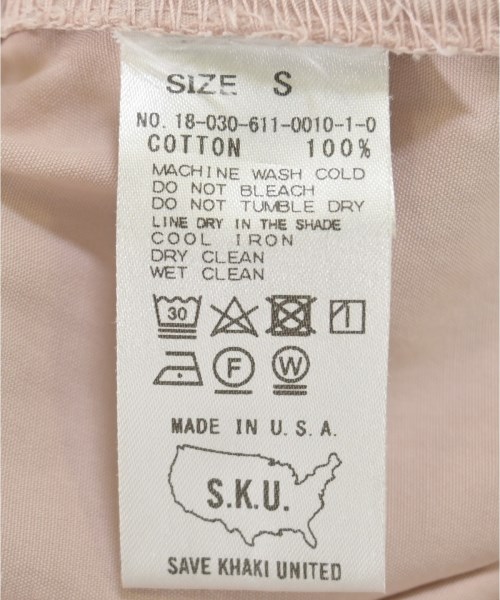 SIZE S
NO. 18-030-611-0010-1-0
COTTON 100%
MACHINE WASH COLD
DO NOT BLEACH
DO NOT TUMBLE DRY
LINE DRY IN THE SHADE
COOL IRON
DRY CLEAN
WET CLEAN
30
F W
MADE IN U.S.A.
S.K.U.
SAVE KHAKI UNITED